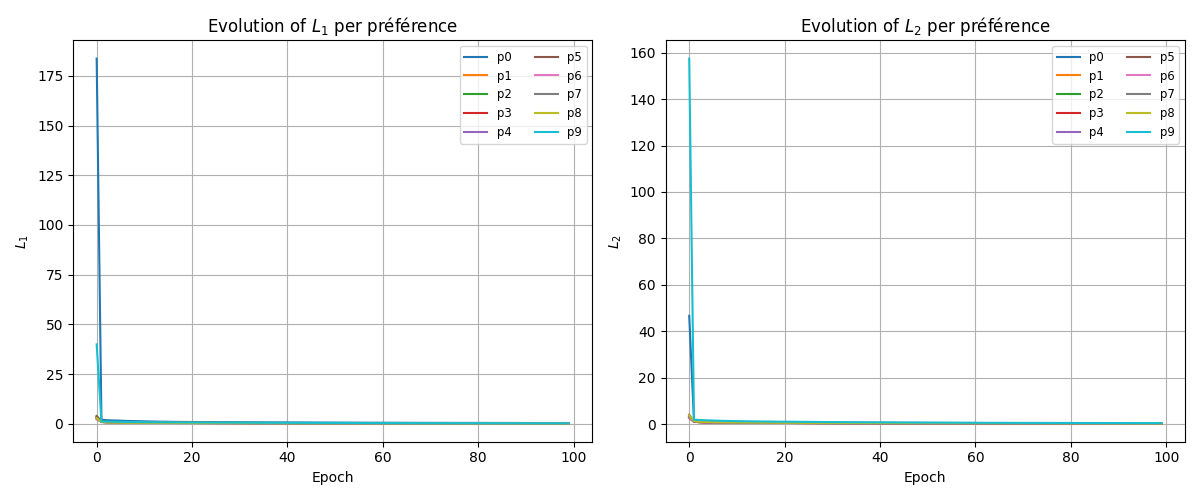 Evolution of L₁ per préférence
175
150
125
100
75
50
25
0
L₁
0 20 40 60 80 100
Epoch
p0 p5
p1 p6
p2 p7
p3 p8
p4 p9
Evolution of L₂ per préférence
160
140
120
100
80
60
40
20
0
L₂
0 20 40 60 80 100
Epoch
p0 p5
p1 p6
p2 p7
p3 p8
p4 p9